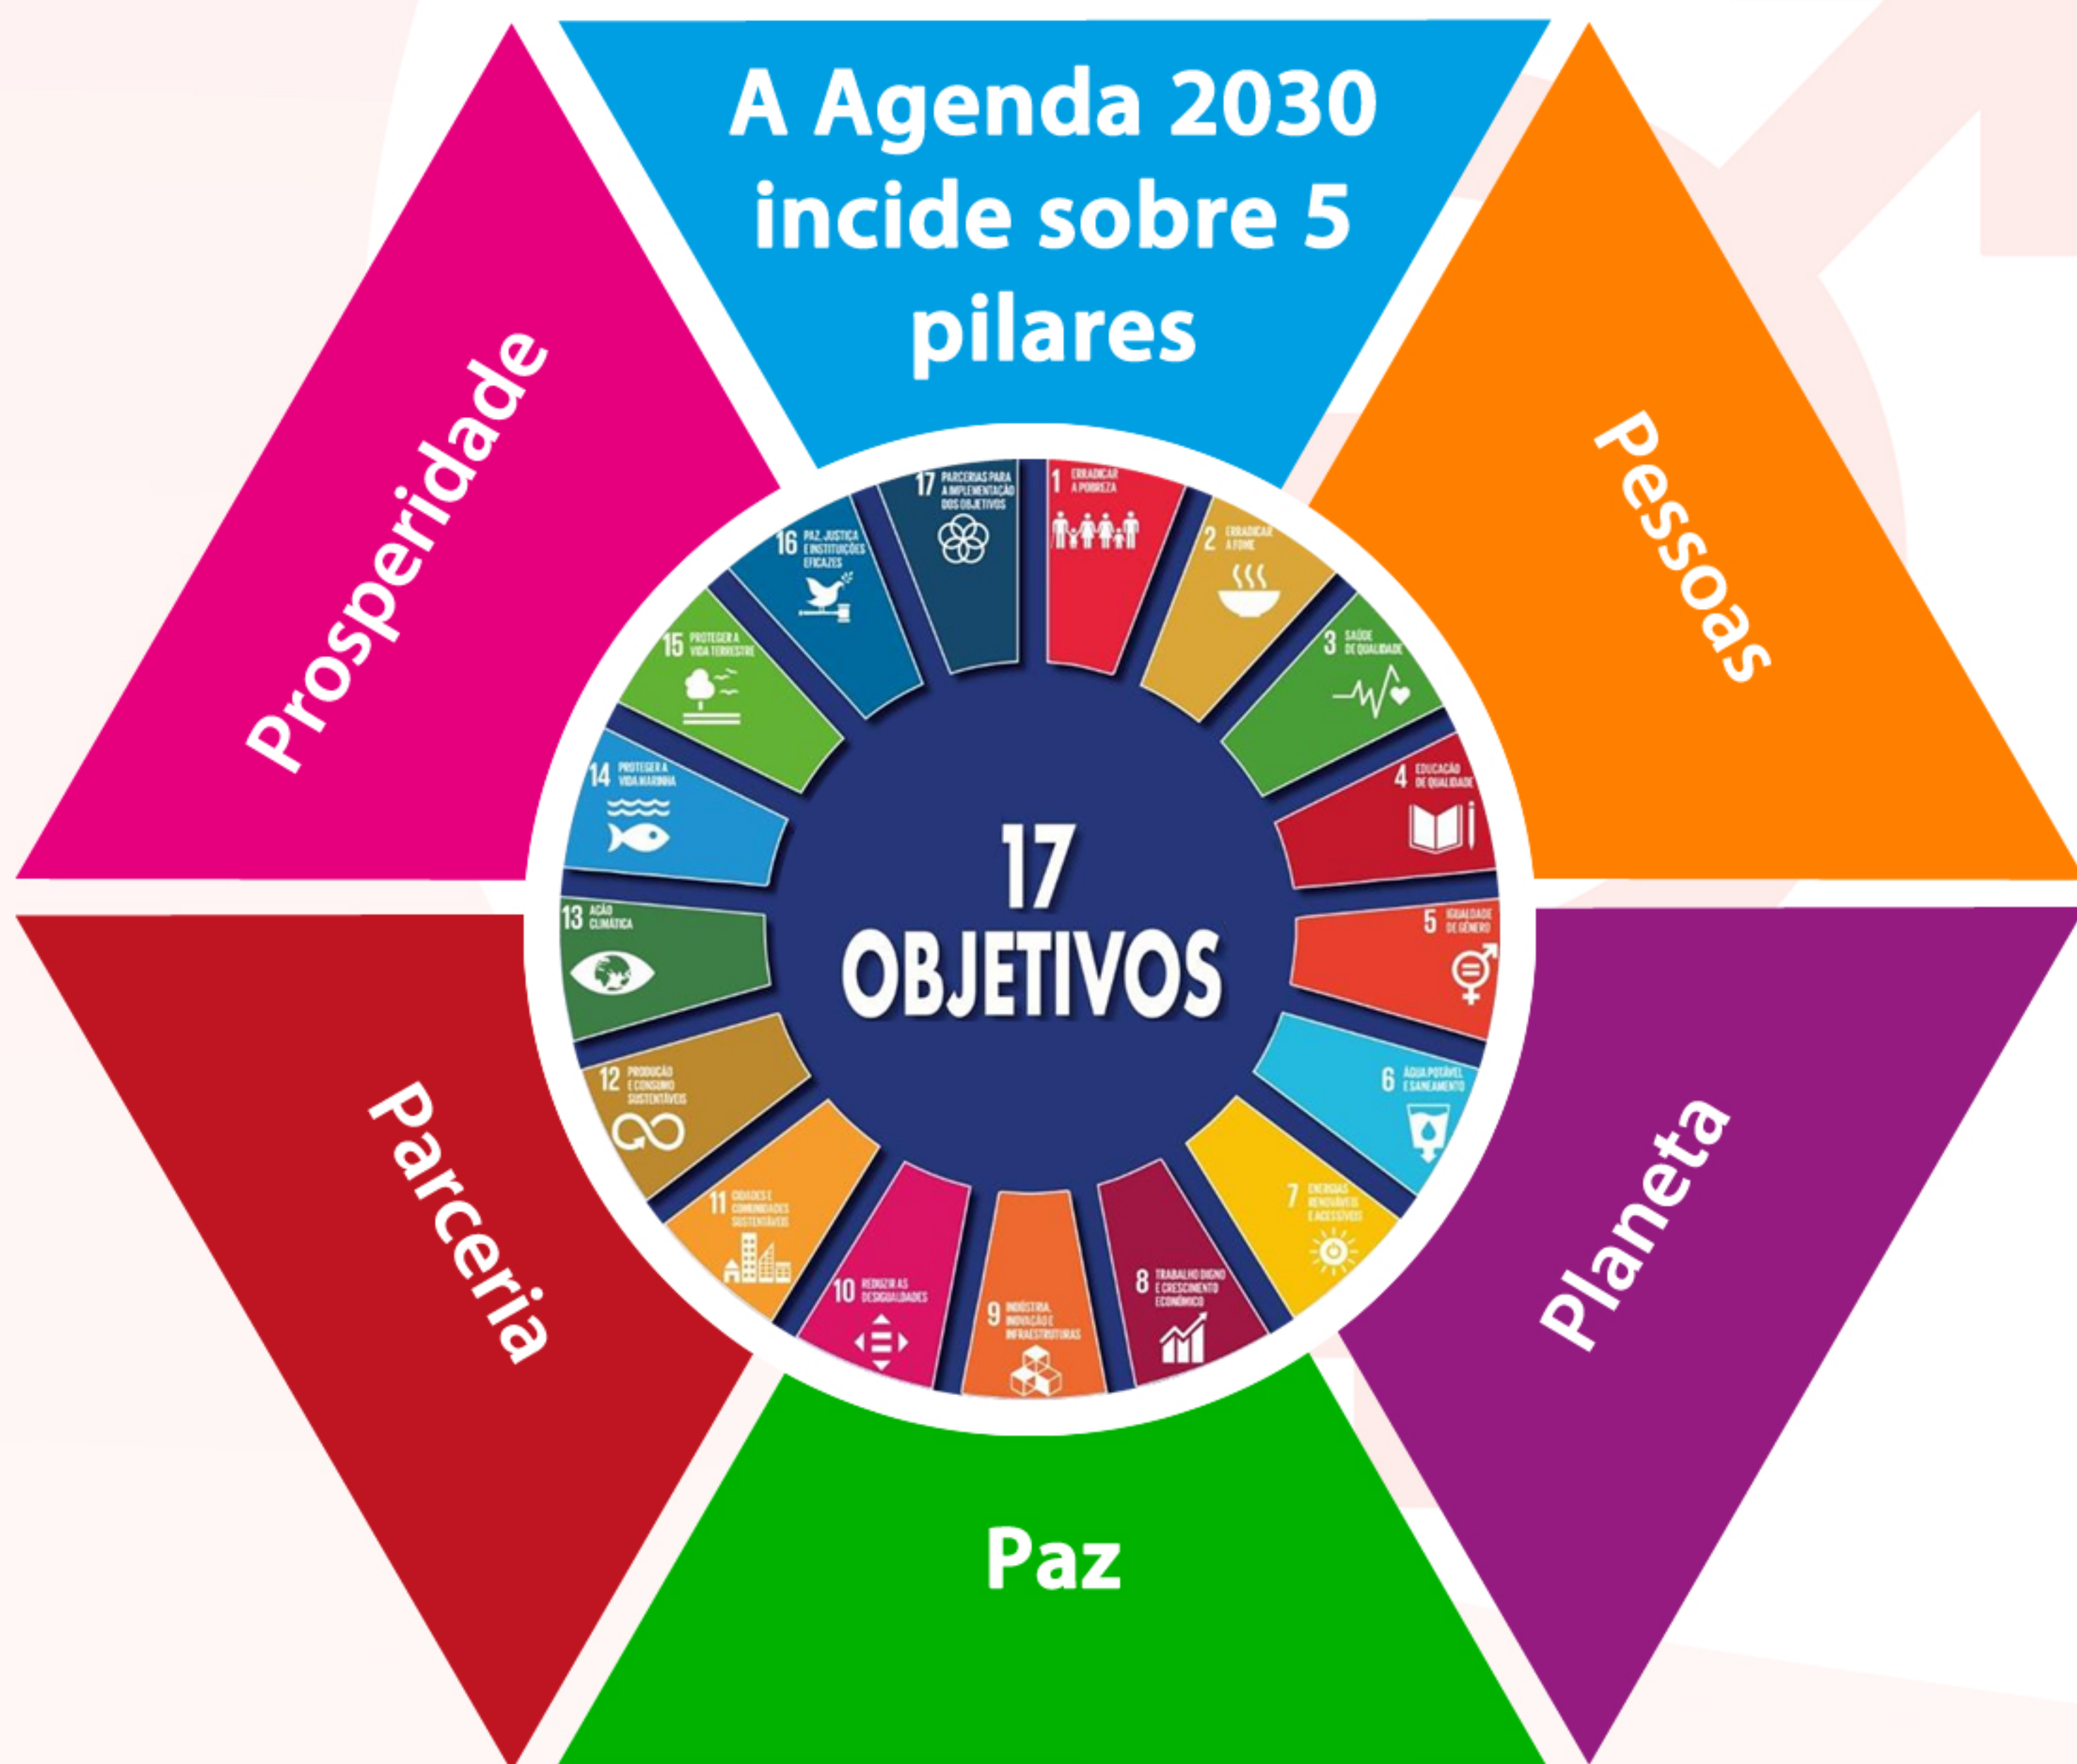 A Agenda 2030
incide sobre 5
pilares
Prosperidade
Pessoas
Parceria
Planeta
Paz
17
OBJETIVOS
1 ERRADICAR
A POBREZA
2 ERRADICAR
A FOME
3 SAÚDE
DE QUALIDADE
4 EDUCAÇÃO
DE QUALIDADE
5 IGUALDADE
DE GÉNERO
6 ÁGUA POTÁVEL
E SANEAMENTO
7 ENERGIAS
RENOVÁVEIS
E ACESSÍVEIS
8 TRABALHO DIGNO
E CRESCIMENTO
ECONÓMICO
9 INDÚSTRIA,
INOVAÇÃO E
INFRAESTRUTURAS
10 REDUZIR AS
DESIGUALDADES
11 CIDADES E
COMUNIDADES
SUSTENTÁVEIS
12 PRODUÇÃO
E CONSUMO
SUSTENTÁVEIS
13 AÇÃO
CLIMÁTICA
14 PROTEGER A
VIDA MARINHA
15 PROTEGER A
VIDA TERRESTRE
16 PAZ, JUSTIÇA
E INSTITUIÇÕES
EFICAZES
17 PARCERIAS PARA
A IMPLEMENTAÇÃO
DOS OBJETIVOS